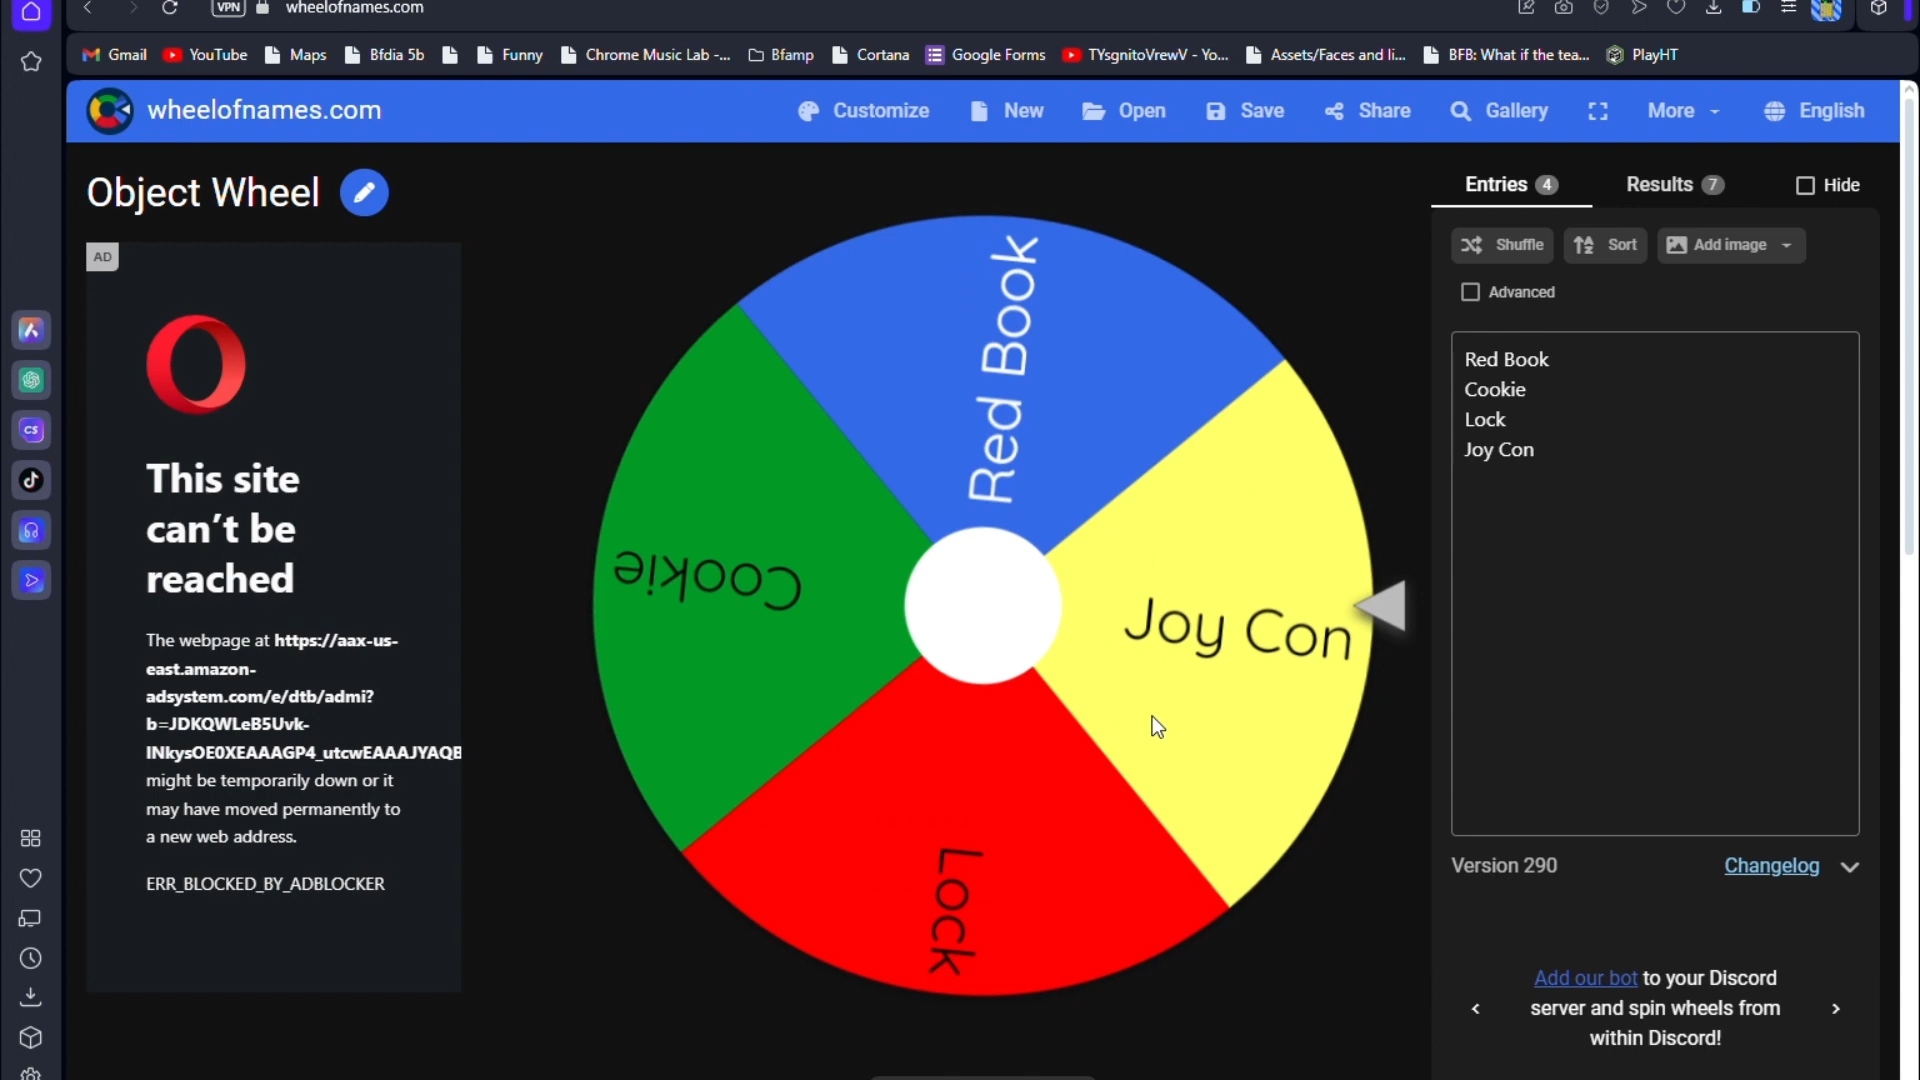 VPN wheelofnames.com
Gmail YouTube Maps Bfdia 5b Funny Chrome Music Lab -... Bfamp Cortana Google Forms TYsgnitoVrewV - Yo... Assets/Faces and li... BFB: What if the tea... PlayHT
wheelofnames.com Customize New Open Save Share Gallery More English
Object Wheel
Entries 4 Results 7 Hide
AD
Shuffle Sort Add image
Advanced
This site
can't be
reached
The webpage at https://aax-us-
east.amazon-
adsystem.com/e/dtb/admi?
b=JDKQWLeB5Uvk-
INkysOE0XEAAAGP4_utcwEAAAJYAQB
might be temporarily down or it
may have moved permanently to
a new web address.
ERR_BLOCKED_BY_ADBLOCKER
Red Book
Joy Con
Lock
Cookie
Red Book
Cookie
Lock
Joy Con
Version 290 Changelog
Add our bot to your Discord
server and spin wheels from
within Discord!
CS